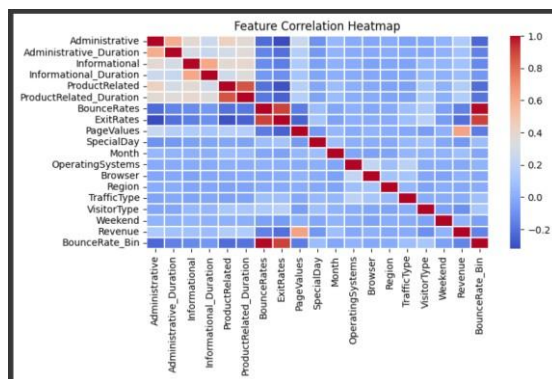 Feature Correlation Heatmap
Administrative
Administrative_Duration
Informational
Informational_Duration
ProductRelated
ProductRelated_Duration
BounceRates
ExitRates
PageValues
SpecialDay
Month
OperatingSystems
Browser
Region
TrafficType
VisitorType
Weekend
Revenue
BounceRate_Bin
Administrative
Administrative_Duration
Informational
Informational_Duration
ProductRelated
ProductRelated_Duration
BounceRates
ExitRates
PageValues
SpecialDay
Month
OperatingSystems
Browser
Region
TrafficType
VisitorType
Weekend
Revenue
BounceRate_Bin
1.0
0.8
0.6
0.4
0.2
0.0
−0.2